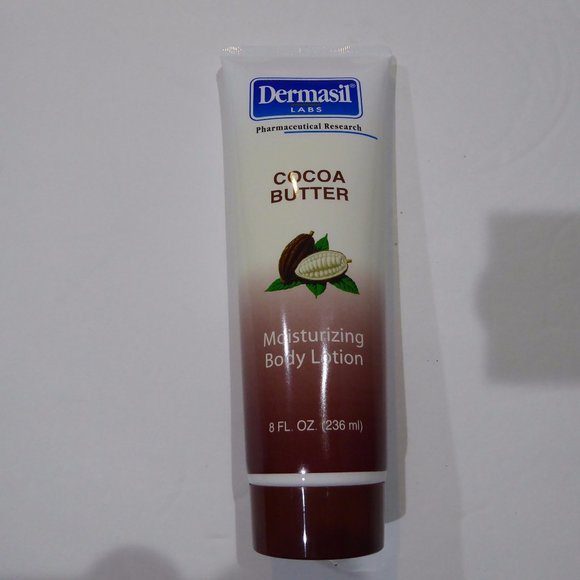 Dermasil®
LABS
Pharmaceutical Research
COCOA
BUTTER
Moisturizing
Body Lotion
8 FL. OZ. (236 ml)